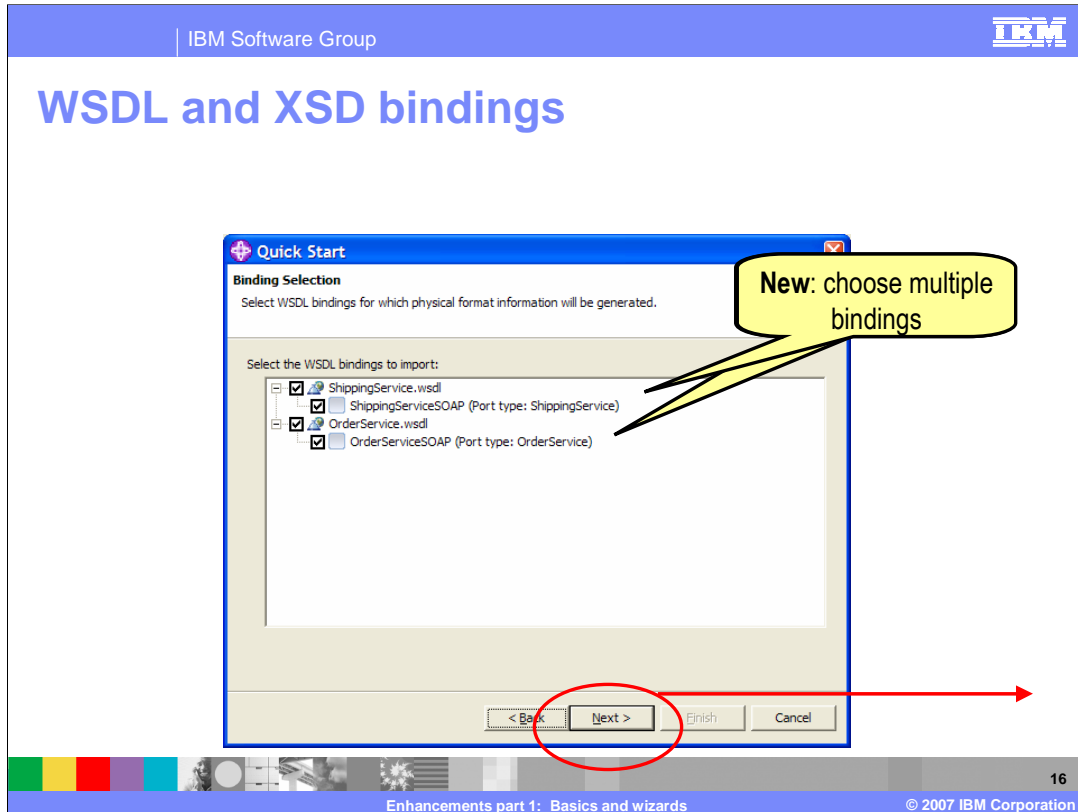 IBM Software Group
IBM
WSDL and XSD bindings
Quick Start
Binding Selection
Select WSDL bindings for which physical format information will be generated.
New: choose multiple
bindings
Select the WSDL bindings to import:
ShippingService.wsdl
ShippingServiceSOAP (Port type: ShippingService)
OrderService.wsdl
OrderServiceSOAP (Port type: OrderService)
< Back
Next >
Finish
Cancel
16
Enhancements part 1: Basics and wizards
© 2007 IBM Corporation